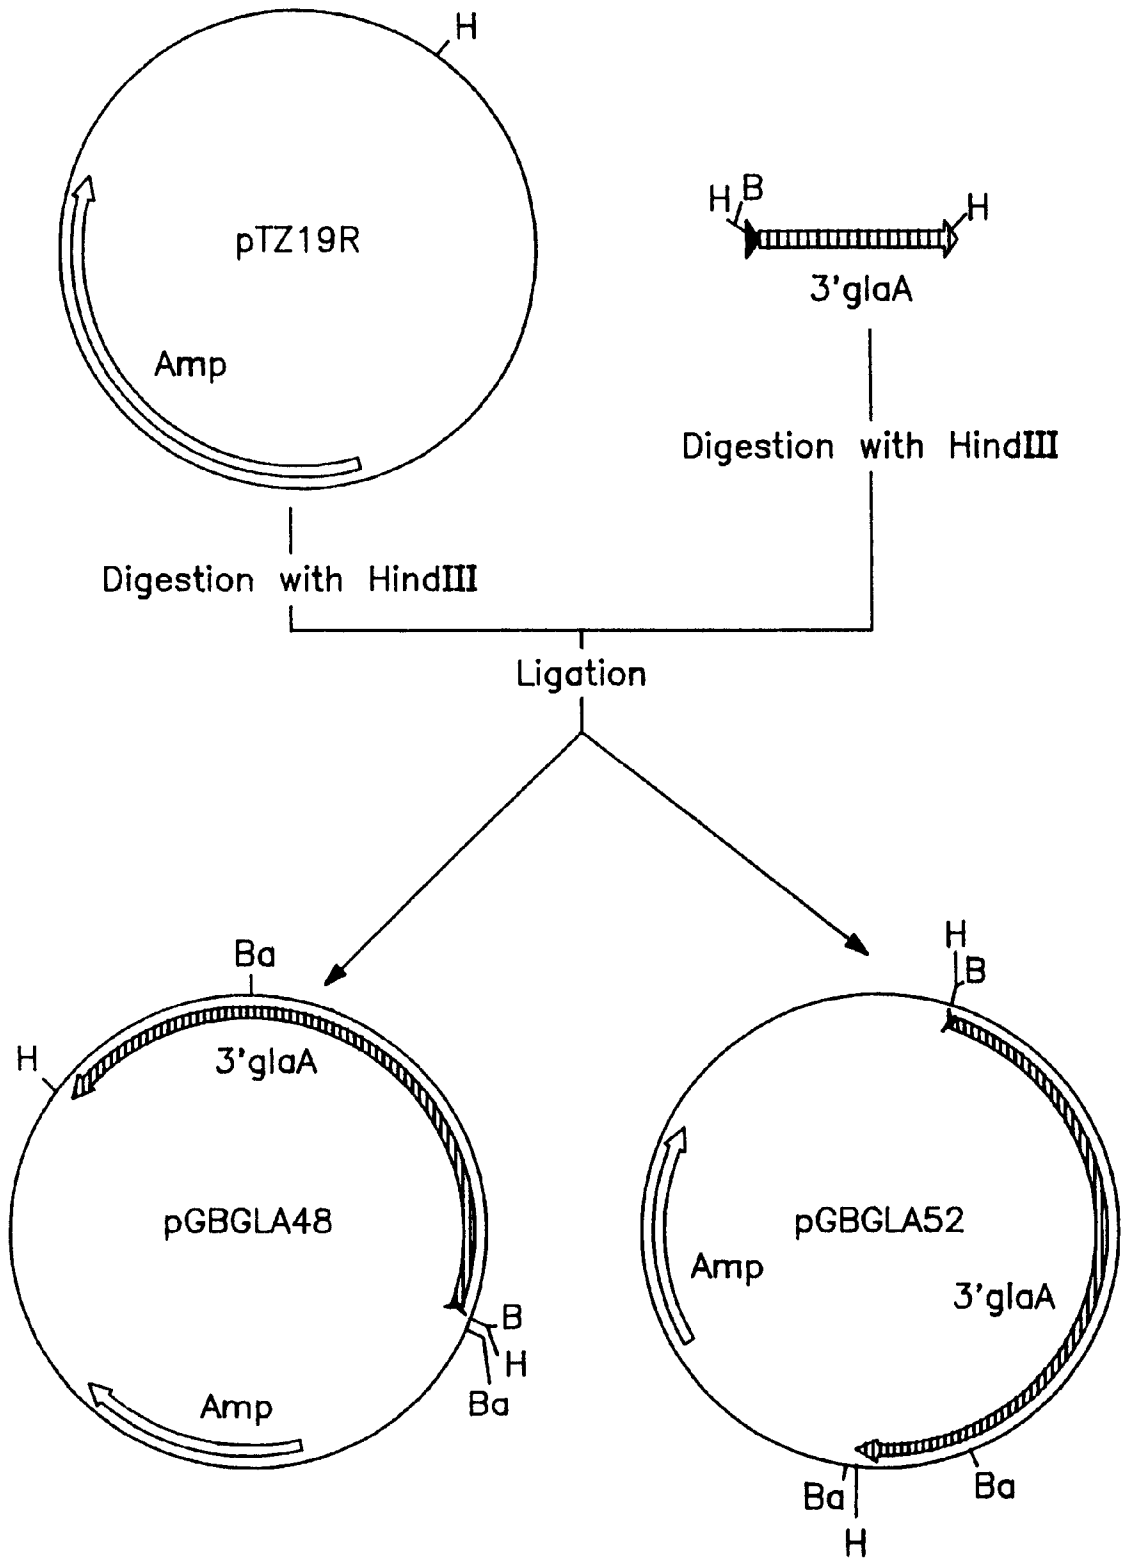 H
pTZ19R
Amp
H B
H
3'glaA
Digestion with HindIII
Digestion with HindIII
Ligation
Ba
H
3'glaA
pGBGLA48
B
H
Ba
Amp
H
B
pGBGLA52
Amp
3'glaA
Ba
Ba
H